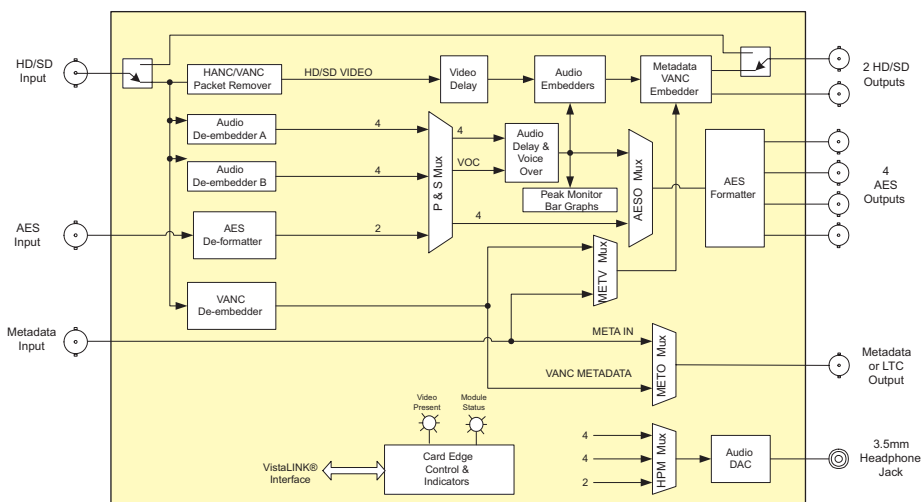 HD/SD
Input
HANC/VANC
Packet Remover
HD/SD VIDEO
Video
Delay
Audio
Embedders
Metadata
VANC
Embedder
2 HD/SD
Outputs
Audio
De-embedder A
4
Audio
De-embedder B
4
P & S Mux
4
VOC
4
Audio
Delay &
Voice
Over
Peak Monitor
Bar Graphs
AESO Mux
AES
Formatter
4
AES
Outputs
AES
Input
AES
De-formatter
2
METV Mux
VANC
De-embedder
Metadata
Input
META IN
VANC METADATA
METO Mux
Metadata
or LTC
Output
Video
Present
Module
Status
VistaLINK®
Interface
Card Edge
Control &
Indicators
4
4
2
HPM Mux
Audio
DAC
3.5mm
Headphone
Jack